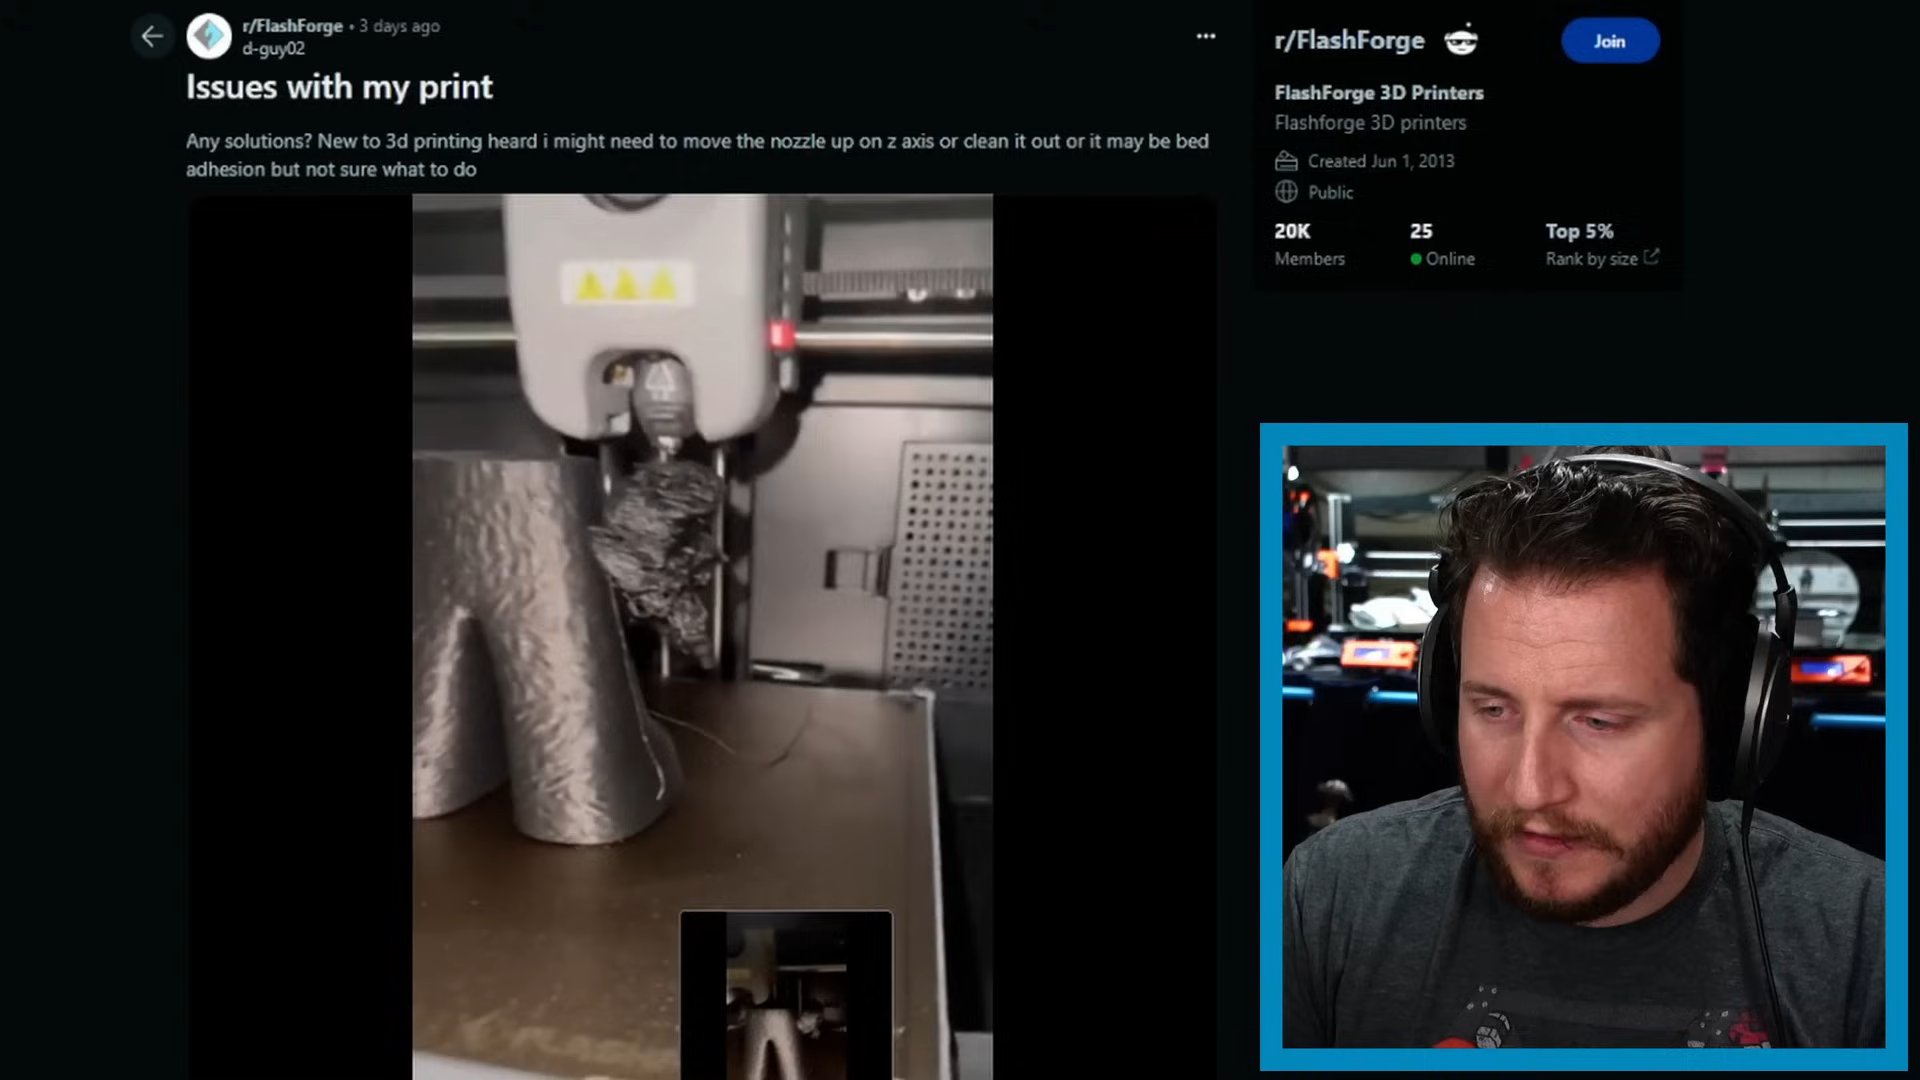 r/FlashForge • 3 days ago
d-guy02
Issues with my print
Any solutions? New to 3d printing heard i might need to move the nozzle up on z axis or clean it out or it may be bed
adhesion but not sure what to do
r/FlashForge
Join
FlashForge 3D Printers
Flashforge 3D printers
Created Jun 1, 2013
Public
20K
Members
25
Online
Top 5%
Rank by size